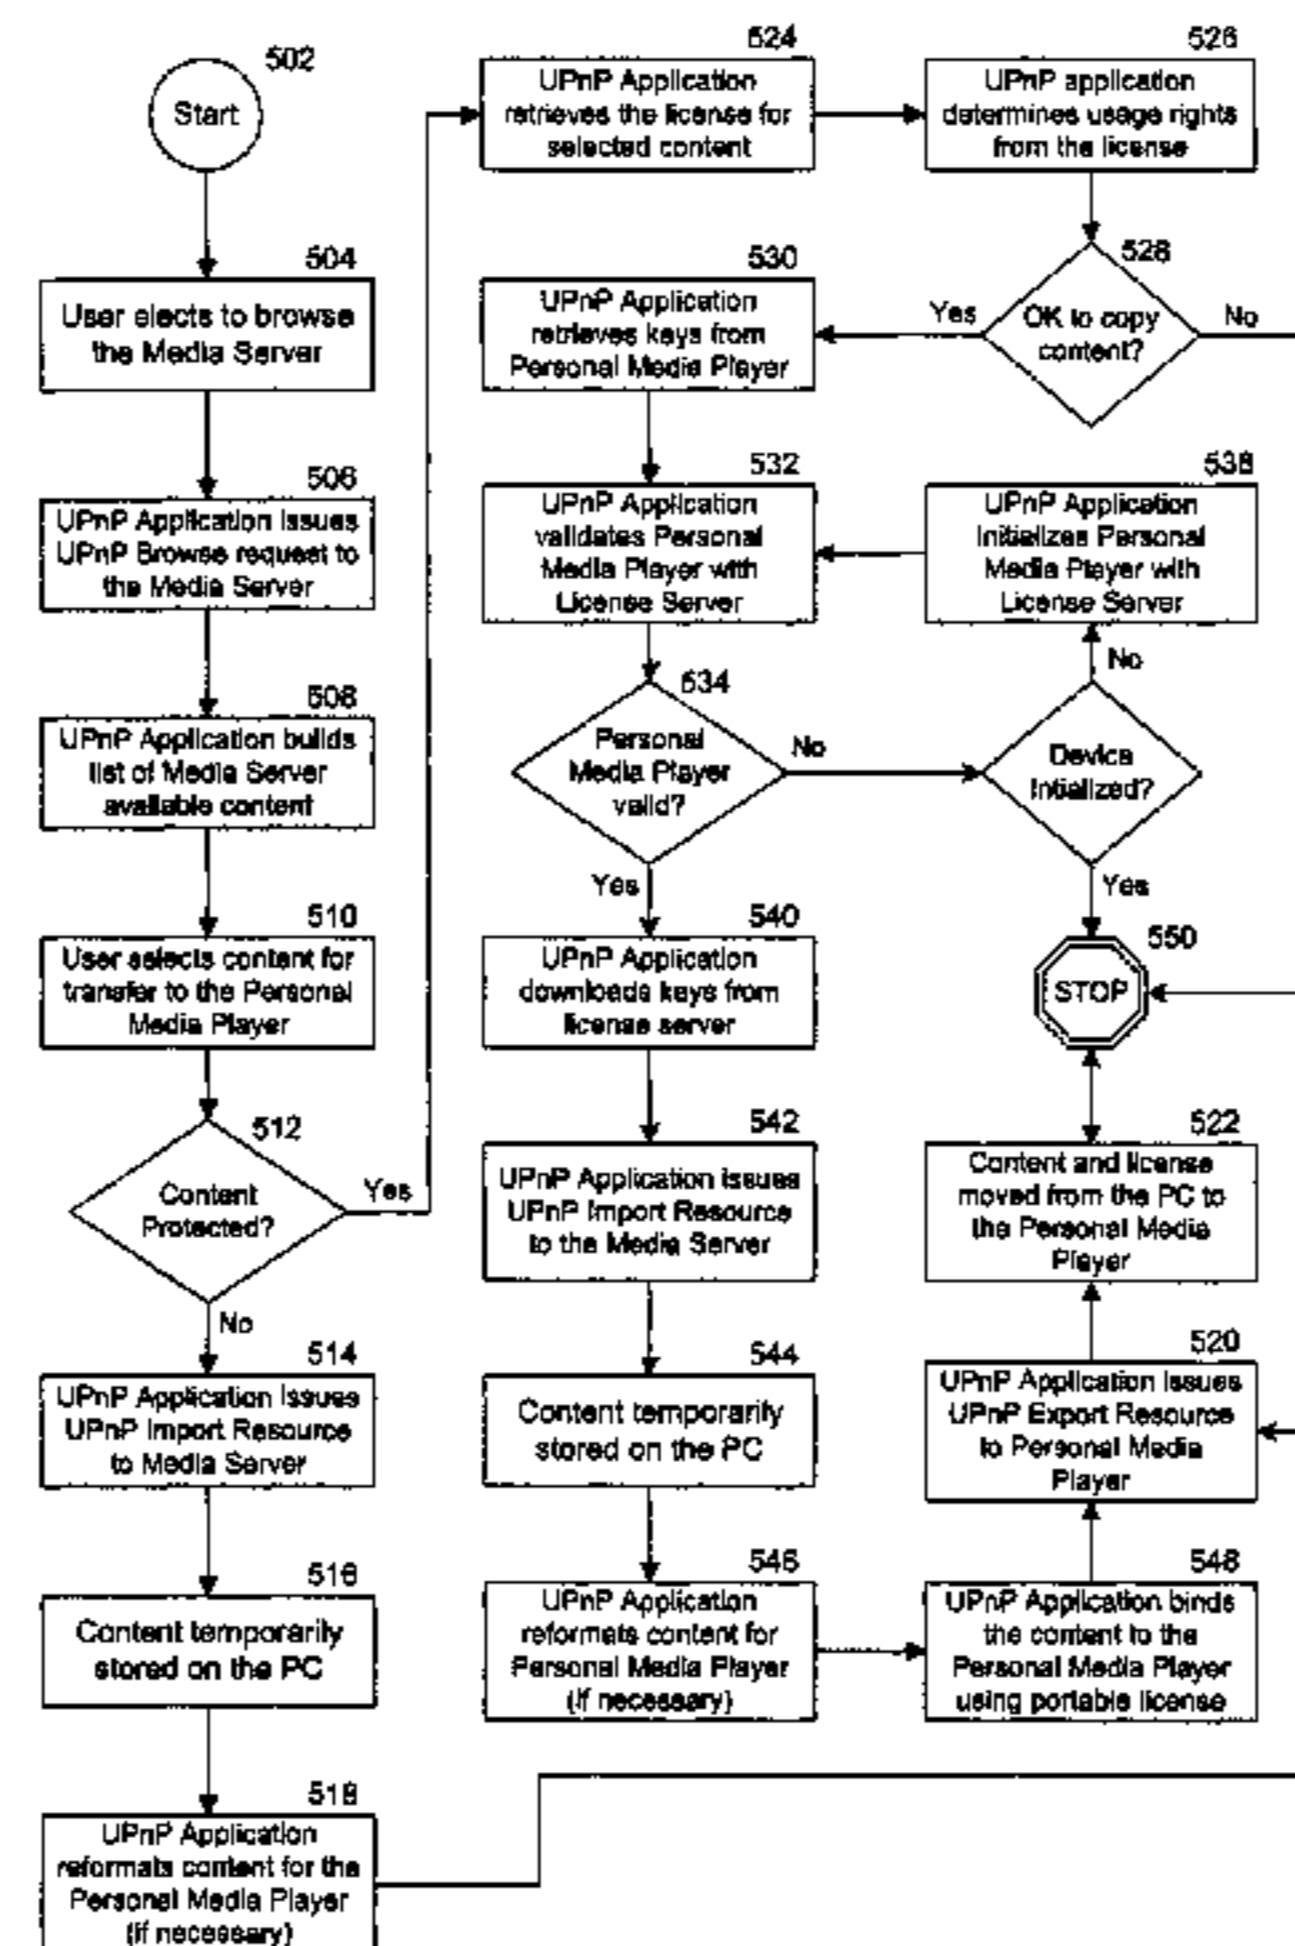 502
Start
504
User elects to browse
the Media Server
506
UPnP Application issues
UPnP Browse request to
the Media Server
508
UPnP Application builds
list of Media Server
available content
510
User selects content for
transfer to the Personal
Media Player
512
Content
Protected?
Yes
No
514
UPnP Application issues
UPnP Import Resource
to Media Server
516
Content temporarily
stored on the PC
518
UPnP Application
reformats content for the
Personal Media Player
(if necessary)
524
UPnP Application
retrieves the license for
selected content
526
UPnP application
determines usage rights
from the license
528
OK to copy
content?
Yes
No
530
UPnP Application
retrieves keys from
Personal Media Player
532
UPnP Application
validates Personal
Media Player with
License Server
534
Personal
Media Player
valid?
No
Yes
Device
Intialized?
No
Yes
538
UPnP Application
Initializes Personal
Media Player with
License Server
540
UPnP Application
downloads keys from
license server
542
UPnP Application issues
UPnP Import Resource
to the Media Server
544
Content temporarily
stored on the PC
546
UPnP Application
reformats content for
Personal Media Player
(if necessary)
548
UPnP Application binds
the content to the
Personal Media Player
using portable license
520
UPnP Application issues
UPnP Export Resource
to Personal Media
Player
522
Content and license
moved from the PC to
the Personal Media
Player
550
STOP